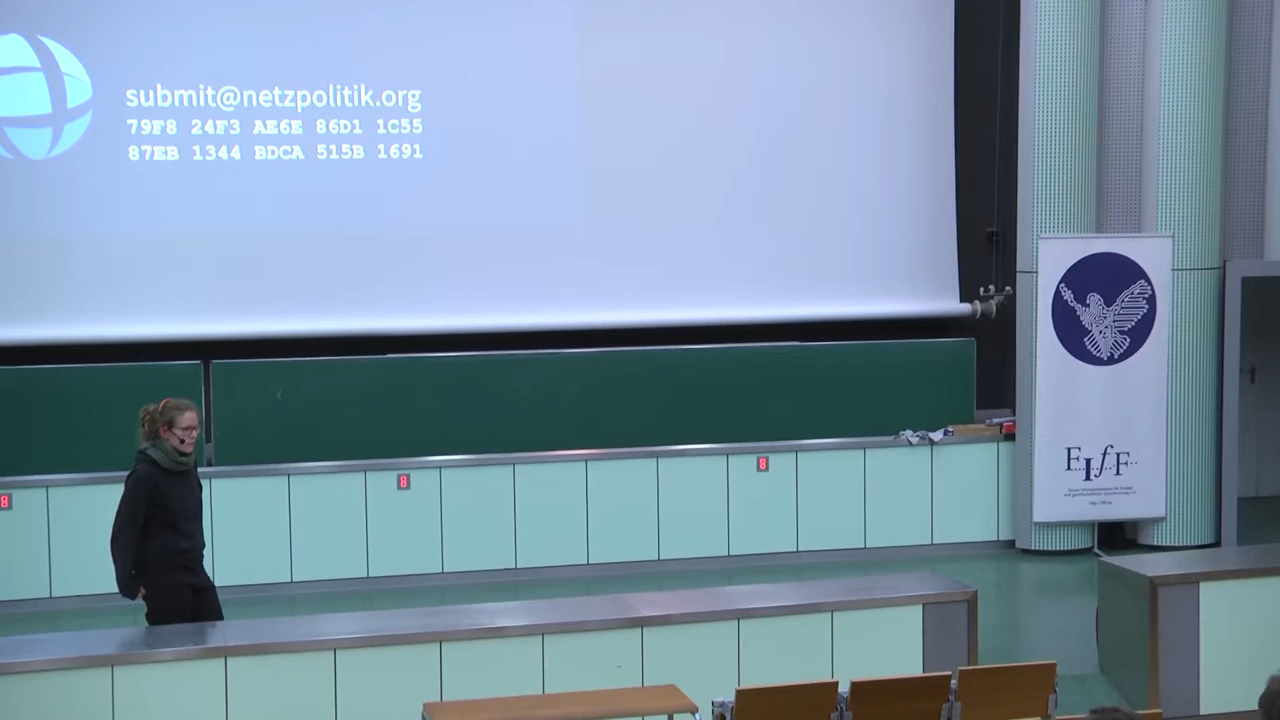 submit@netzpolitik.org
79F8 24F3 AE6E 86D1 1C55
87EB 1344 BDCA 515B 1691
FIfF